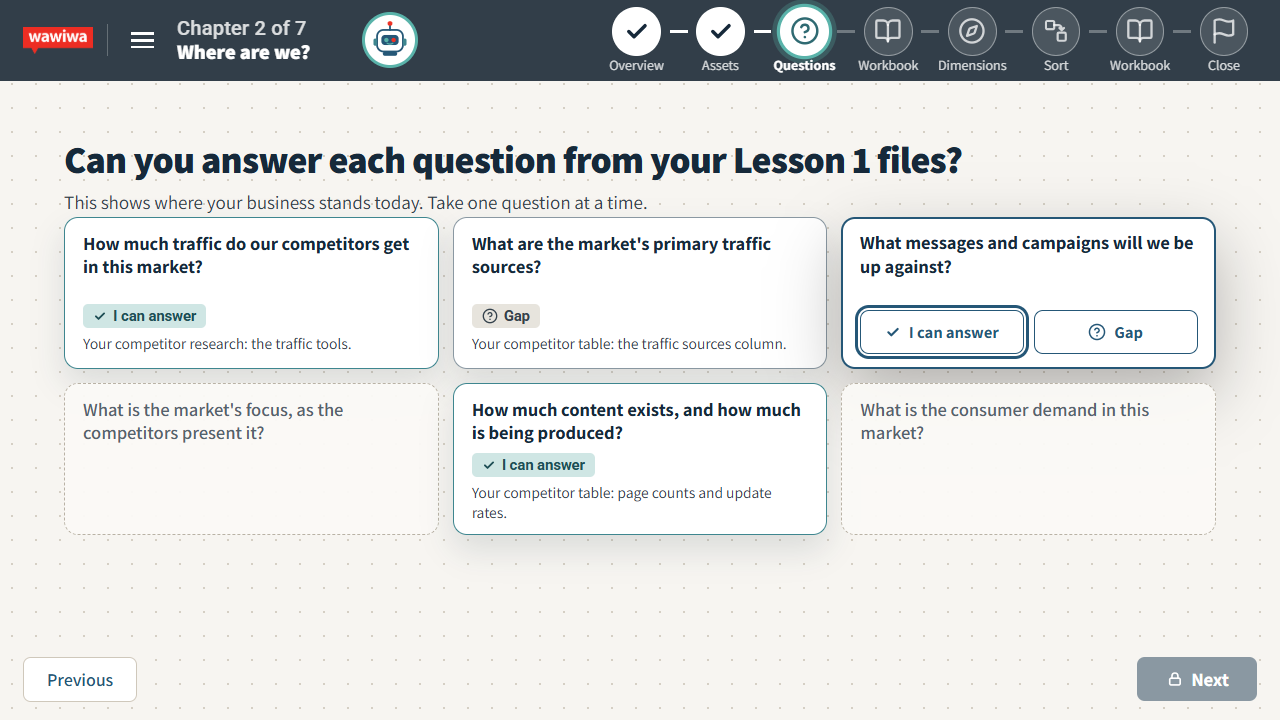 wawiwa
Chapter 2 of 7
Where are we?
Overview
Assets
Questions
Workbook
Dimensions
Sort
Workbook
Close
Can you answer each question from your Lesson 1 files?
This shows where your business stands today. Take one question at a time.
How much traffic do our competitors get
in this market?
I can answer
Your competitor research: the traffic tools.
What are the market's primary traffic
sources?
Gap
Your competitor table: the traffic sources column.
What messages and campaigns will we be
up against?
I can answer
Gap
What is the market's focus, as the
competitors present it?
How much content exists, and how much
is being produced?
I can answer
Your competitor table: page counts and update
rates.
What is the consumer demand in this
market?
Previous
Next